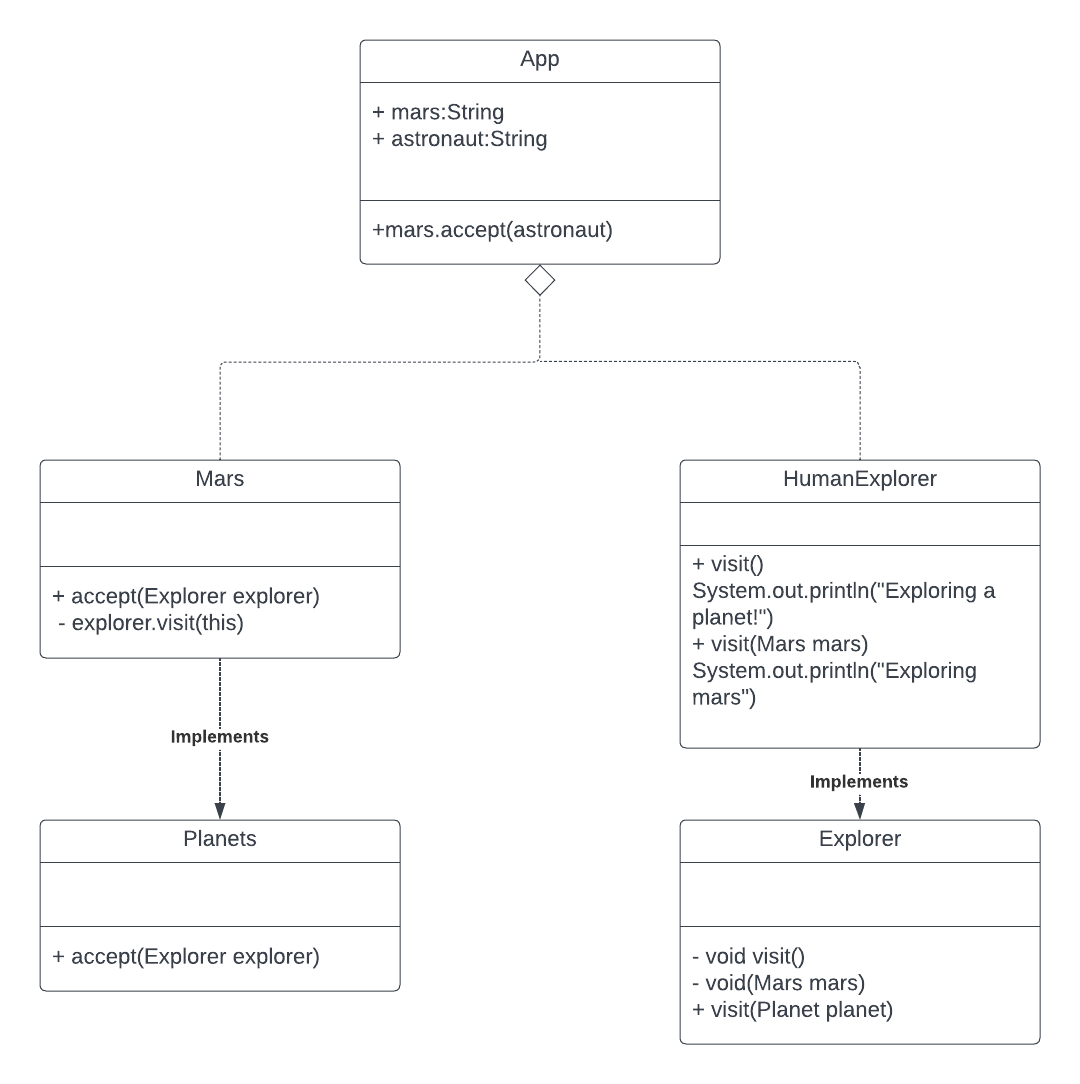 App
+ mars:String
+ astronaut:String
+mars.accept(astronaut)
Mars
+ accept(Explorer explorer)
- explorer.visit(this)
HumanExplorer
+ visit()
System.out.println("Exploring a
planet!")
+ visit(Mars mars)
System.out.println("Exploring
mars")
Implements
Implements
Planets
+ accept(Explorer explorer)
Explorer
- void visit()
- void(Mars mars)
+ visit(Planet planet)